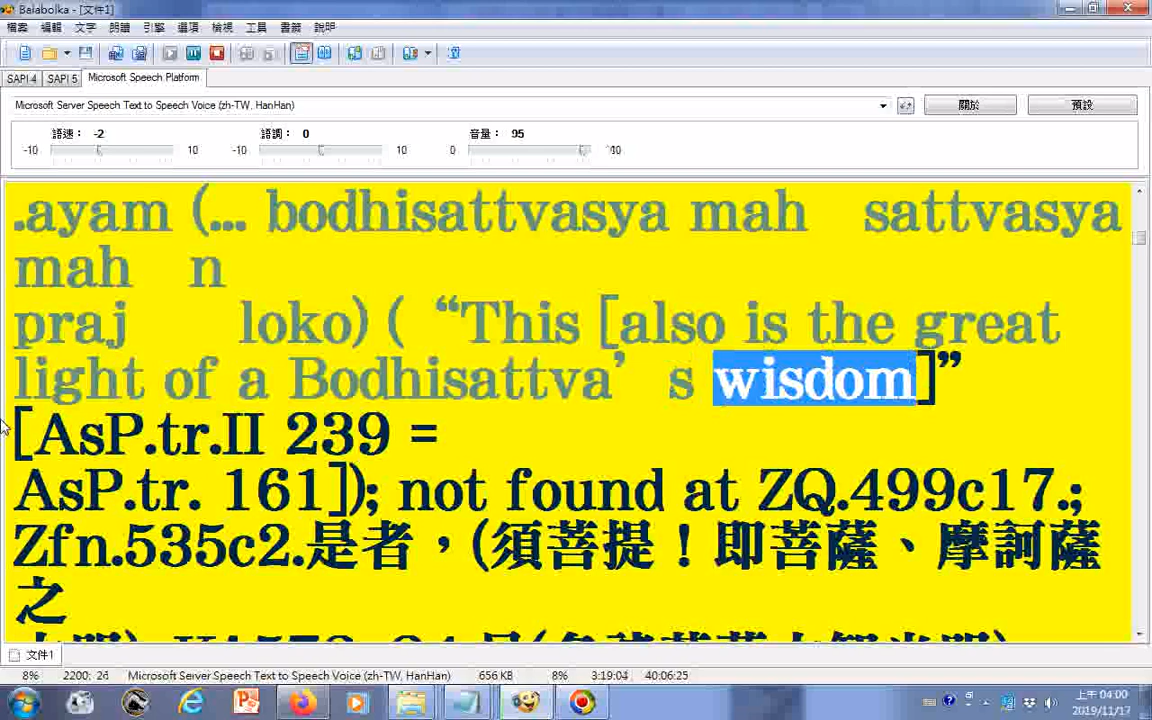 Balabolka - [文件1]
檔案 編輯 文字 朗讀 引擎 選項 檢視 工具 書籤 說明
SAPI 4 SAPI 5 Microsoft Speech Platform
Microsoft Server Speech Text to Speech Voice (zh-TW, HanHan)
關於 預設
語速： -2 語調： 0 音量： 95
-10 10 -10 10 0
.ayam (... bodhisattvasya mah sattvasya
mah n
praj loko) ( “This [also is the great
light of a Bodhisattva’ s wisdom]”
[AsP.tr.II 239 =
AsP.tr. 161]); not found at ZQ.499c17.;
Zfn.535c2.是者，(須菩提！即菩薩、摩訶薩
之
文件1
8% 2200; 26 Microsoft Server Speech Text to Speech Voice (zh-TW, HanHan) 656 KB 8% 3:19:04 40:06:25
上午 04:00
2019/11/17